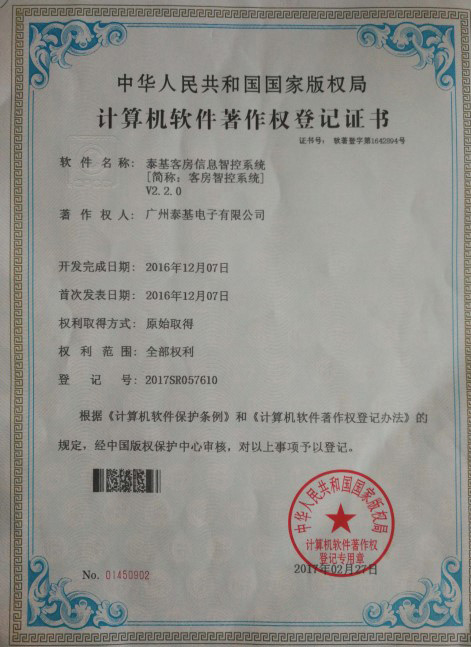 中华人民共和国国家版权局
计算机软件著作权登记证书
证书号： 软著登字第1642894号
软件名称： 泰基客房信息智控系统
[简称：客房智控系统]
V2.2.0
著作权人： 广州泰基电子有限公司
开发完成日期： 2016年12月07日
首次发表日期： 2016年12月07日
权利取得方式： 原始取得
权利范围： 全部权利
登记号： 2017SR057610
根据《计算机软件保护条例》和《计算机软件著作权登记办法》的
规定，经中国版权保护中心审核，对以上事项予以登记。
中华人民共和国国家版权局
计算机软件著作权
登记专用章
2017年02月27日
No. 01450902